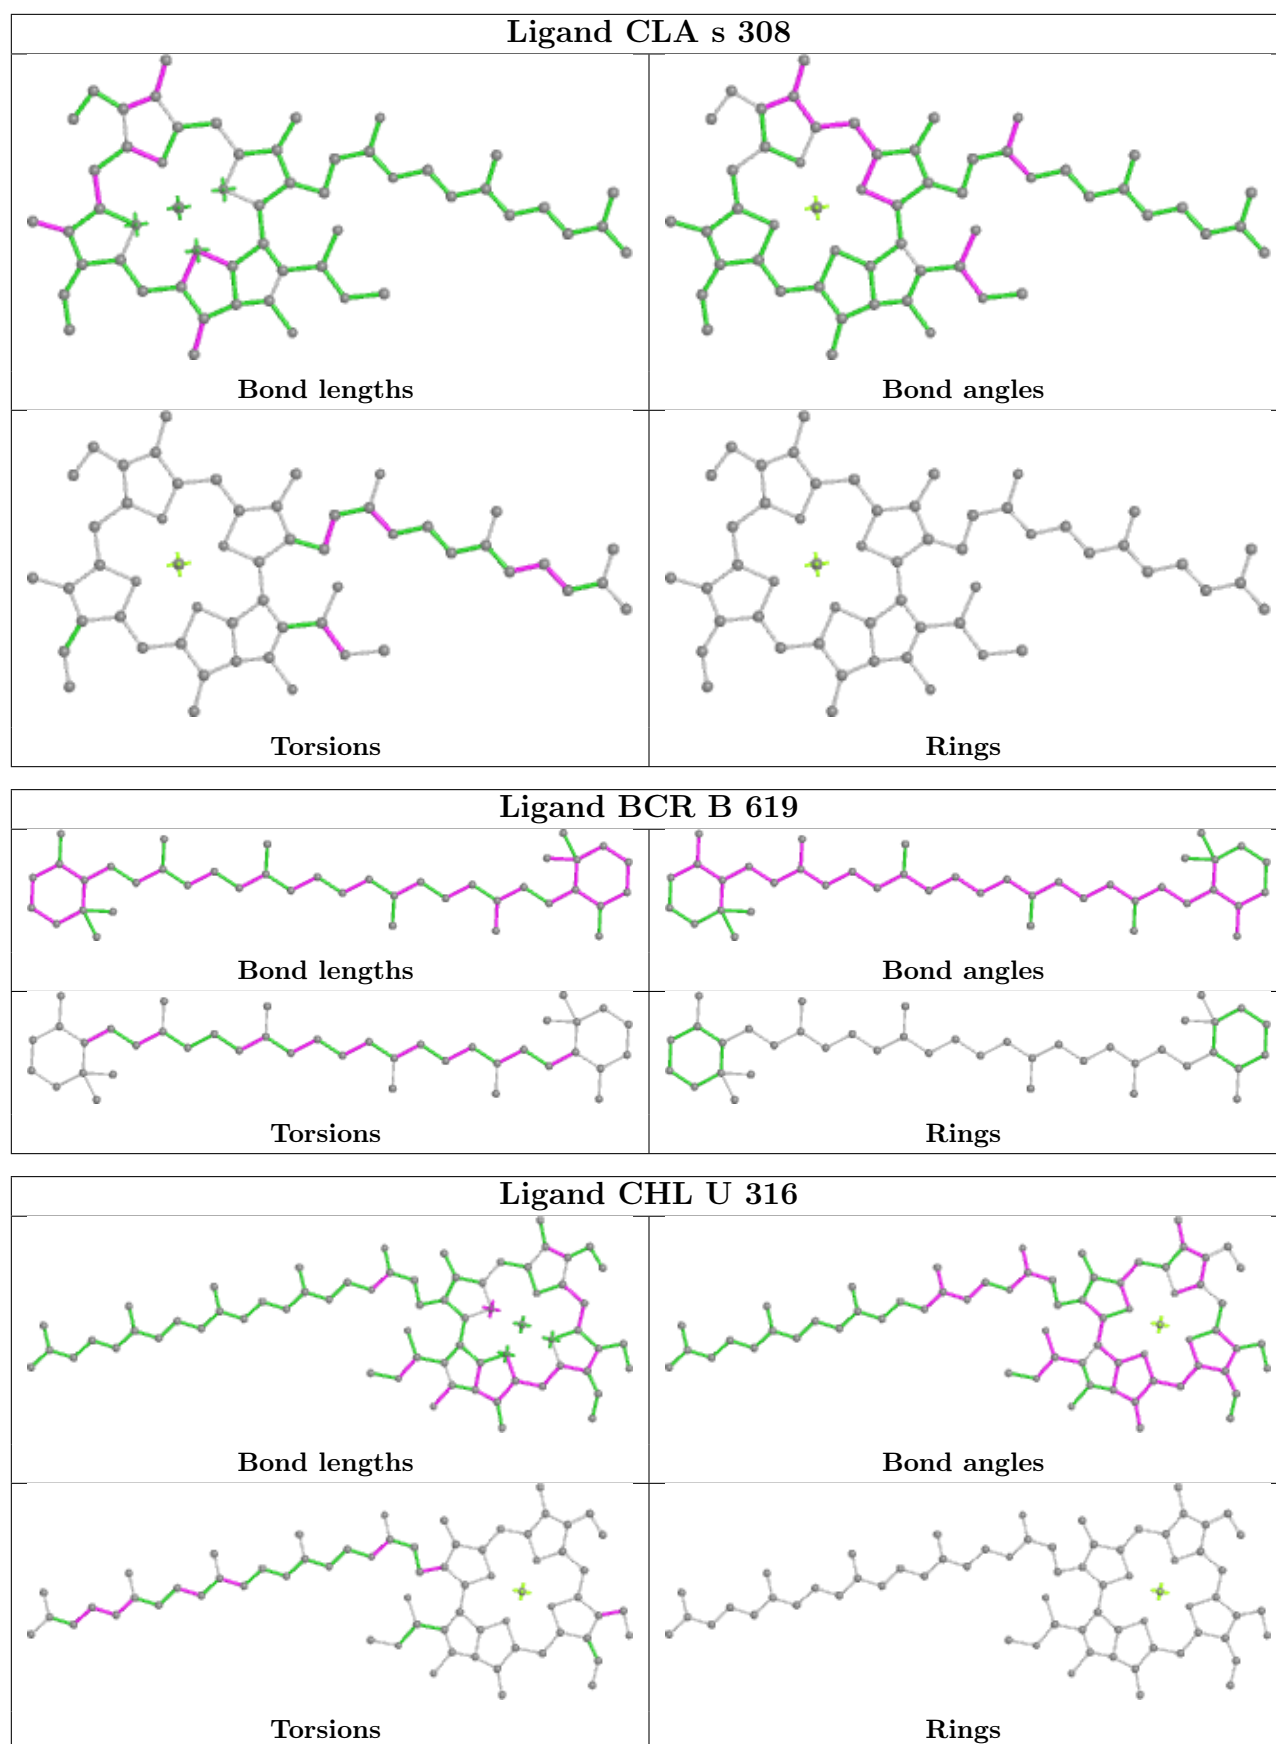 Ligand CLA s 308
Bond lengths
Bond angles
Torsions
Rings
Ligand BCR B 619
Bond lengths
Bond angles
Torsions
Rings
Ligand CHL U 316
Bond lengths
Bond angles
Torsions
Rings